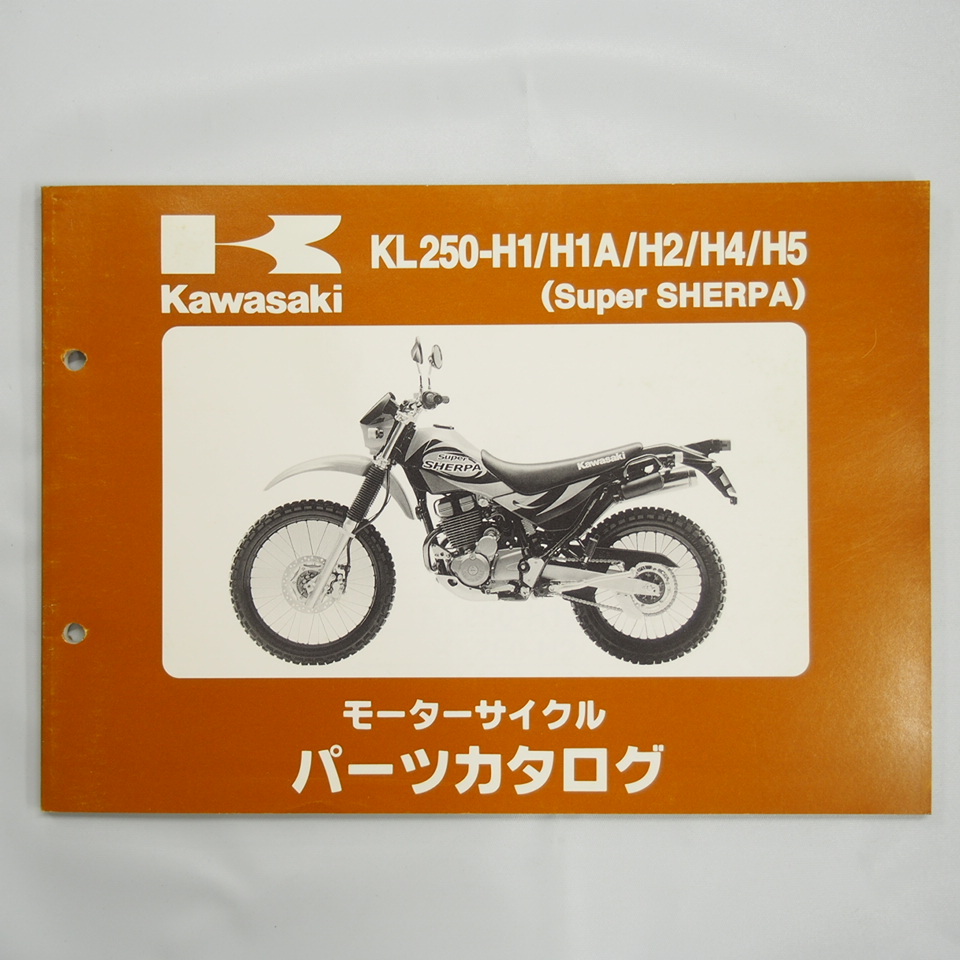 Kawasaki
KL250-H1/H1A/H2/H4/H5
(Super SHERPA)
Super
SHERPA
Kawasaki
モーターサイクル
パーツカタログ